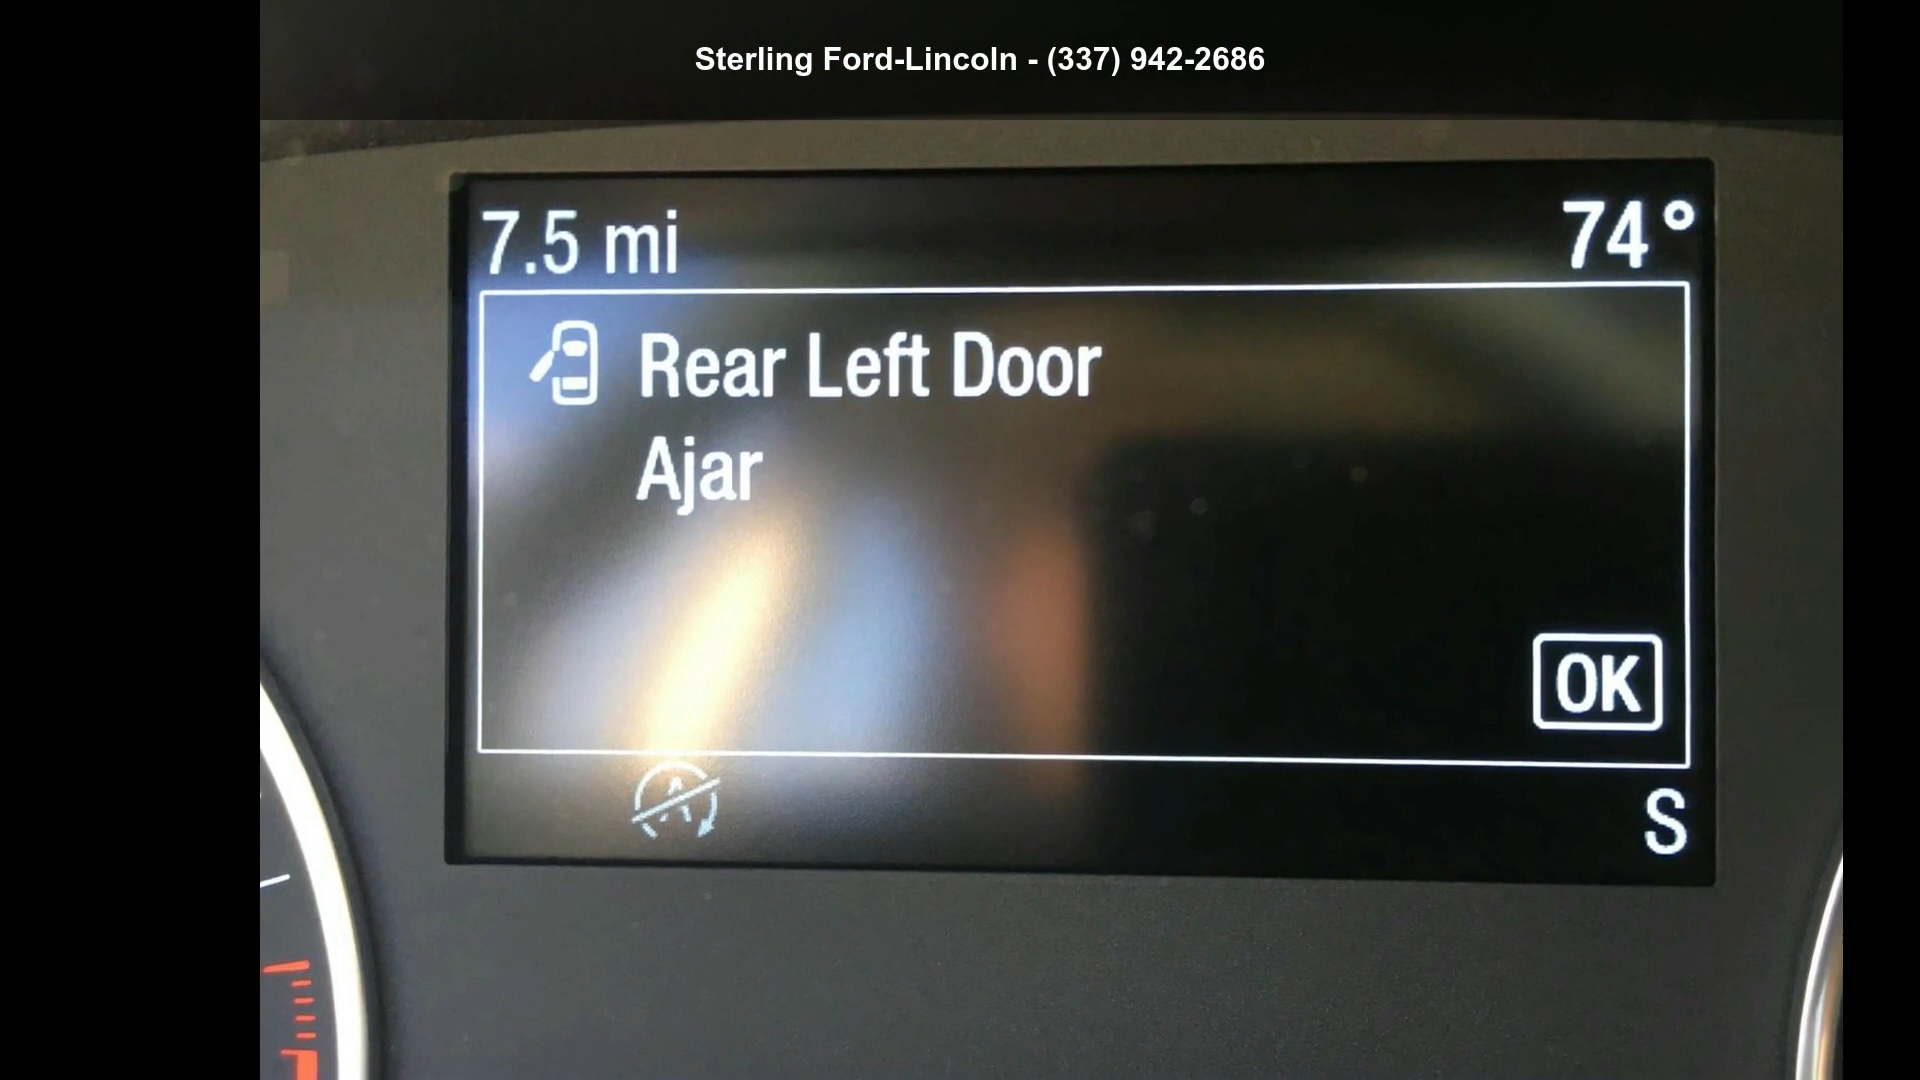 Sterling Ford-Lincoln - (337) 942-2686
7.5 mi 74°
Rear Left Door
Ajar
OK
A
S